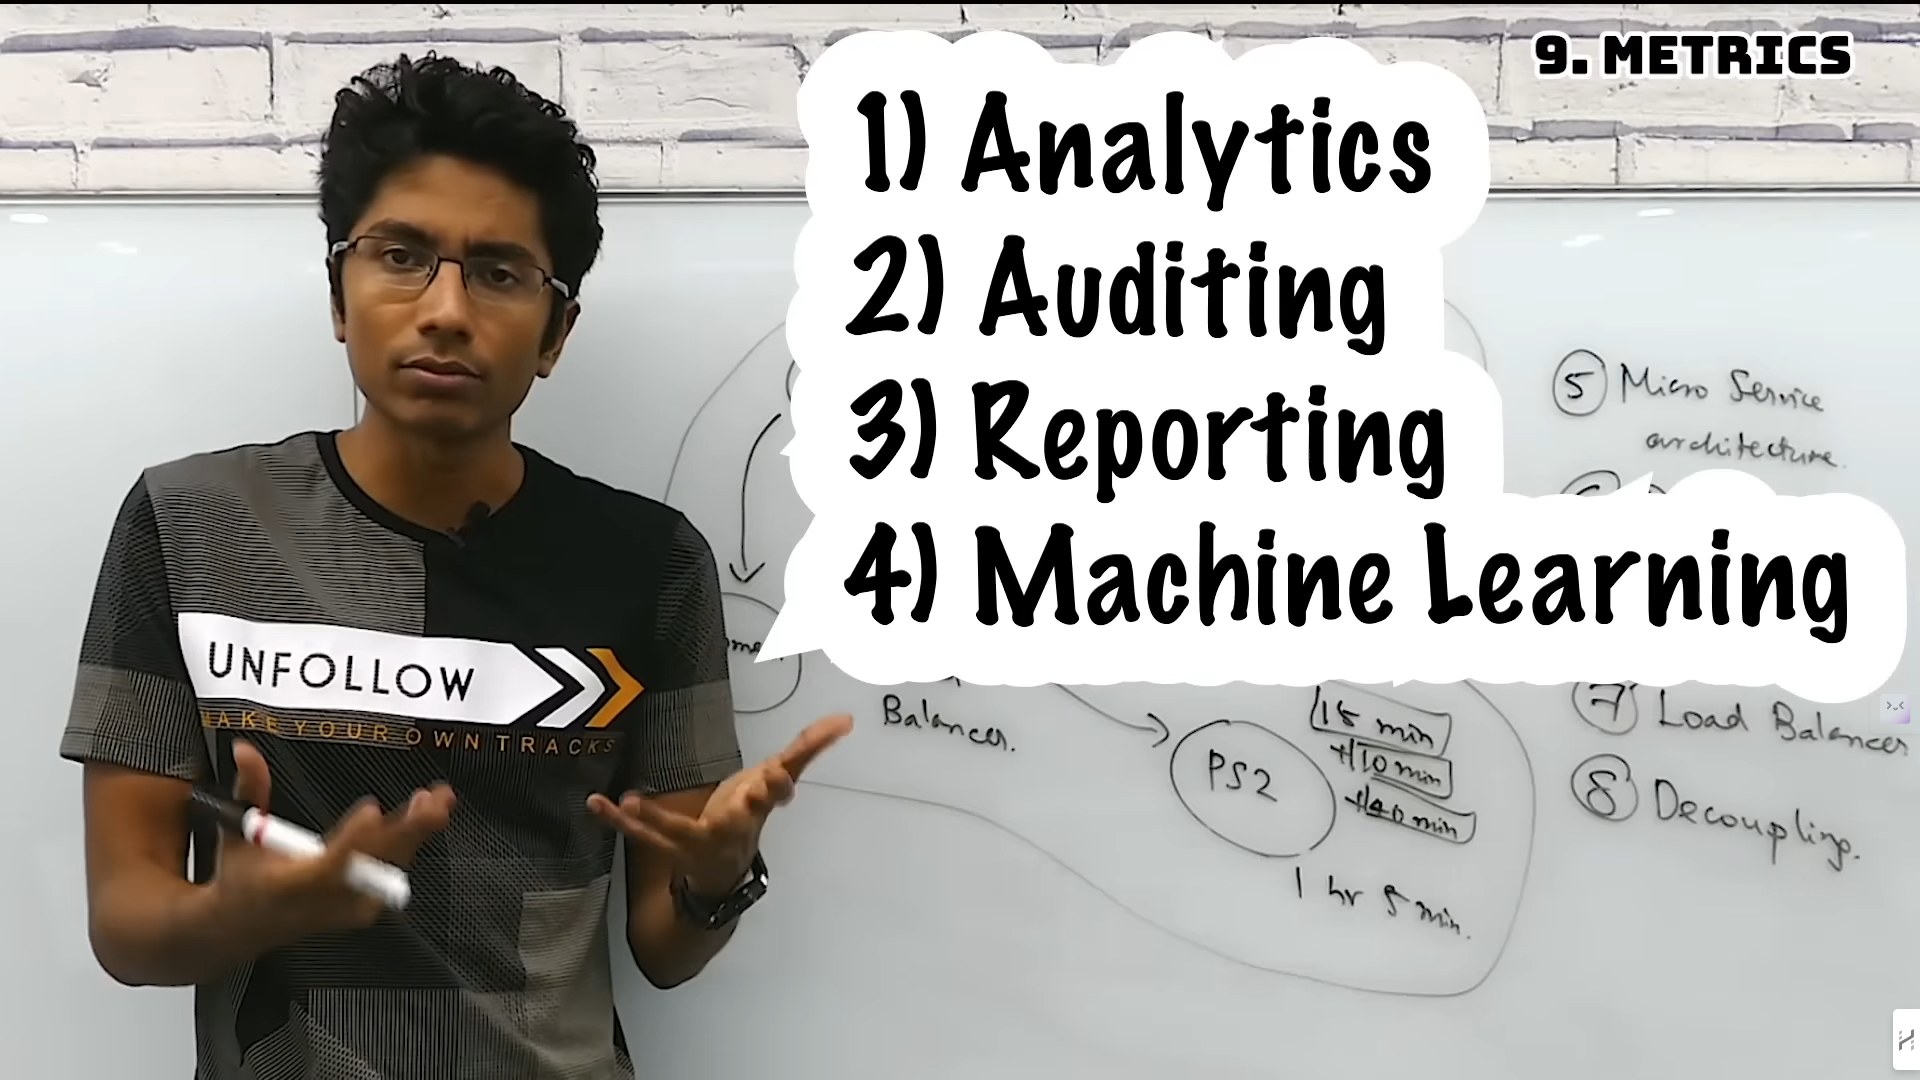 9. METRICS
1) Analytics
2) Auditing
3) Reporting
4) Machine Learning
5 Micro Service
architecture.
7 Load Balancer
8 Decoupling.
Balancer.
PS2
15 min
+10 min
+40 min
1 hr 5 min.
UNFOLLOW
MAKE YOUR OWN TRACKS